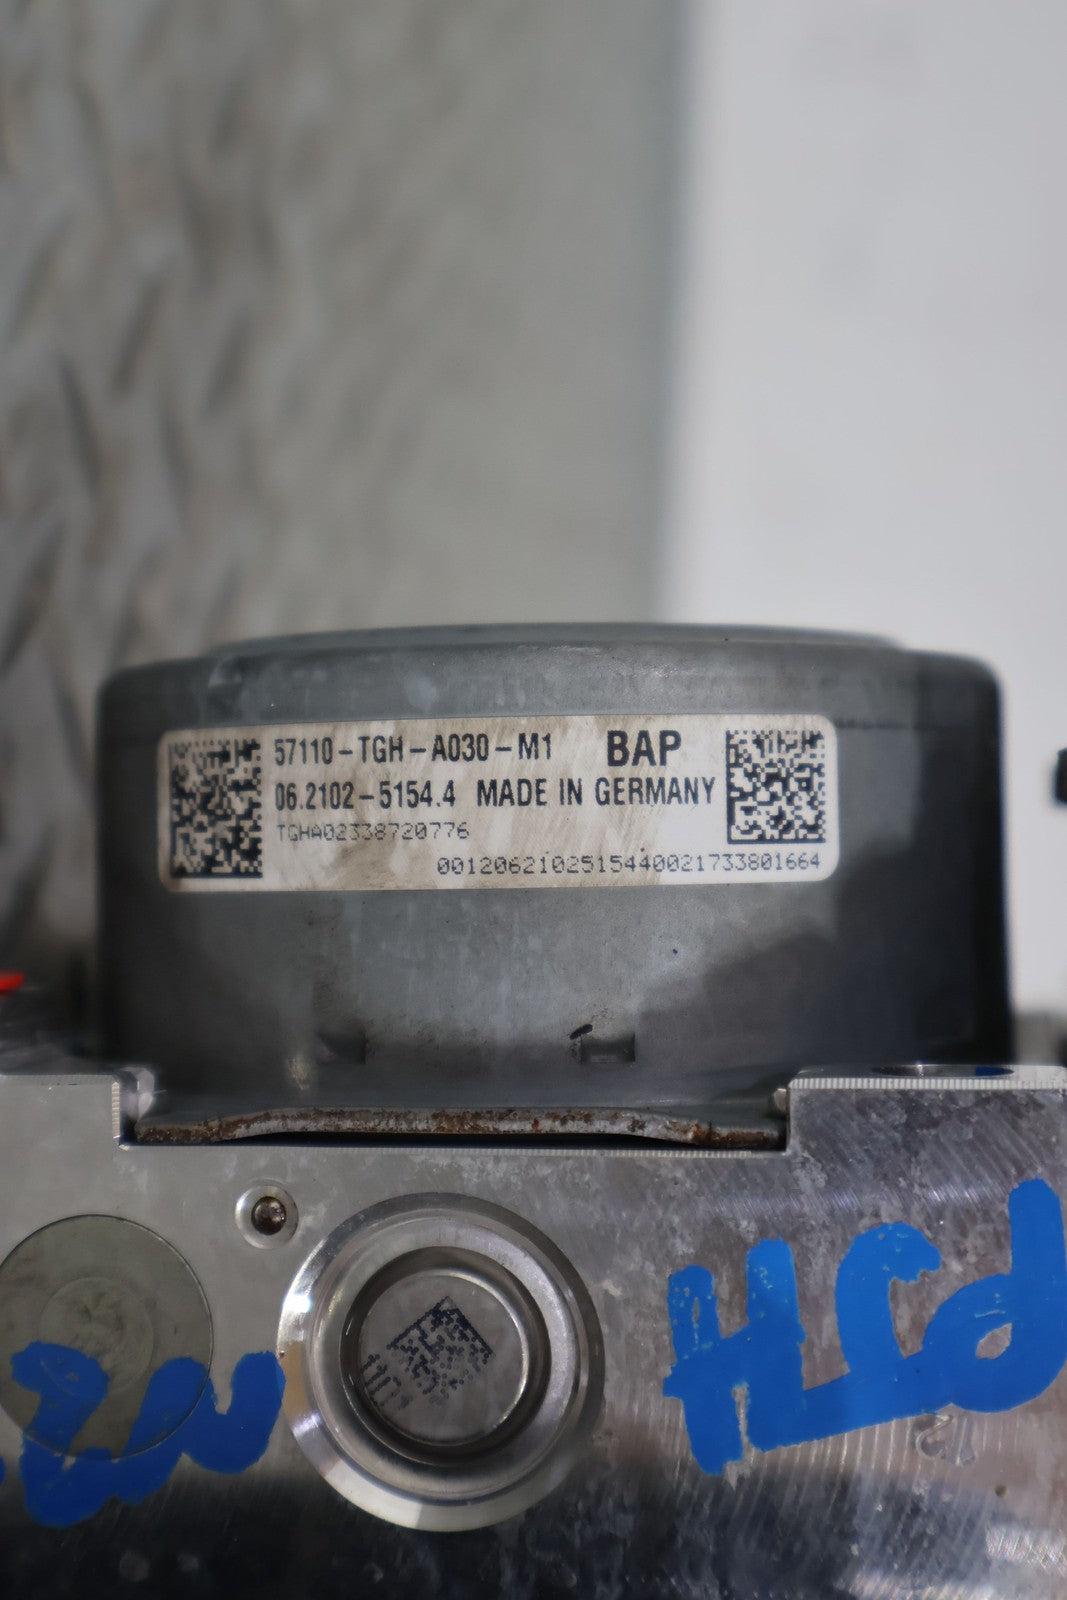 57110-TGH-A030-M1 BAP
06.2102-5154.4 MADE IN GERMANY
TGHA02338720776
0012062102515440021733801664